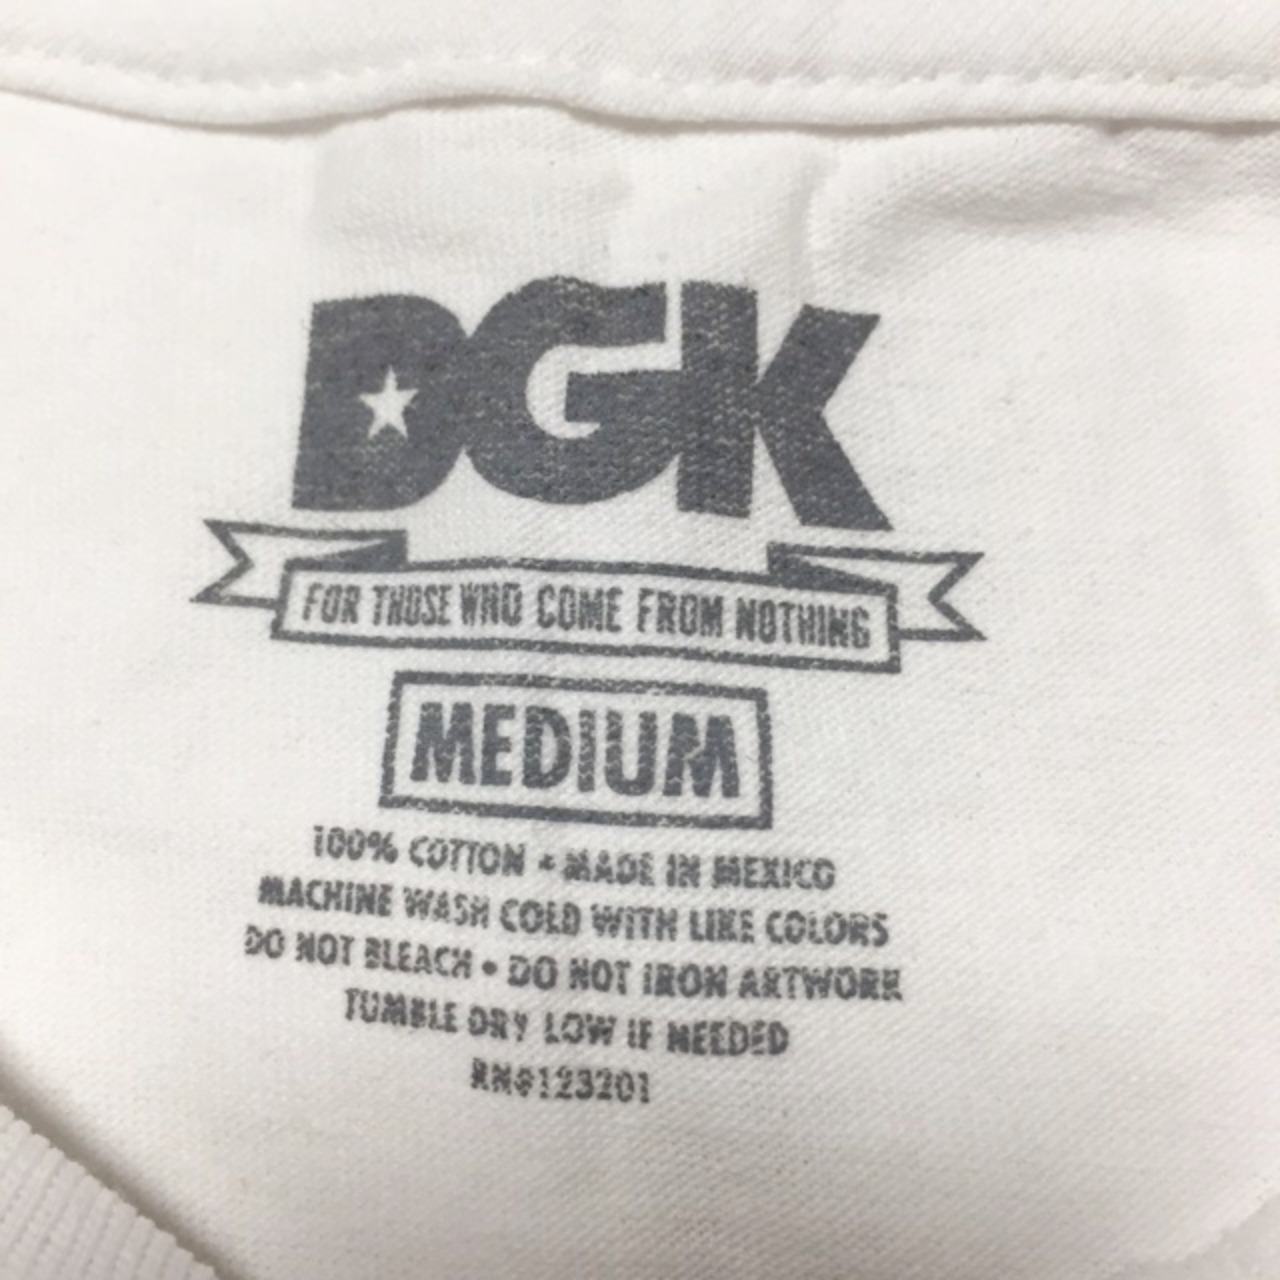 DGK
FOR THOSE WHO COME FROM NOTHING
MEDIUM
100% COTTON • MADE IN MEXICO
MACHINE WASH COLD WITH LIKE COLORS
DO NOT BLEACH • DO NOT IRON ARTWORK
TUMBLE DRY LOW IF NEEDED
RN#123201